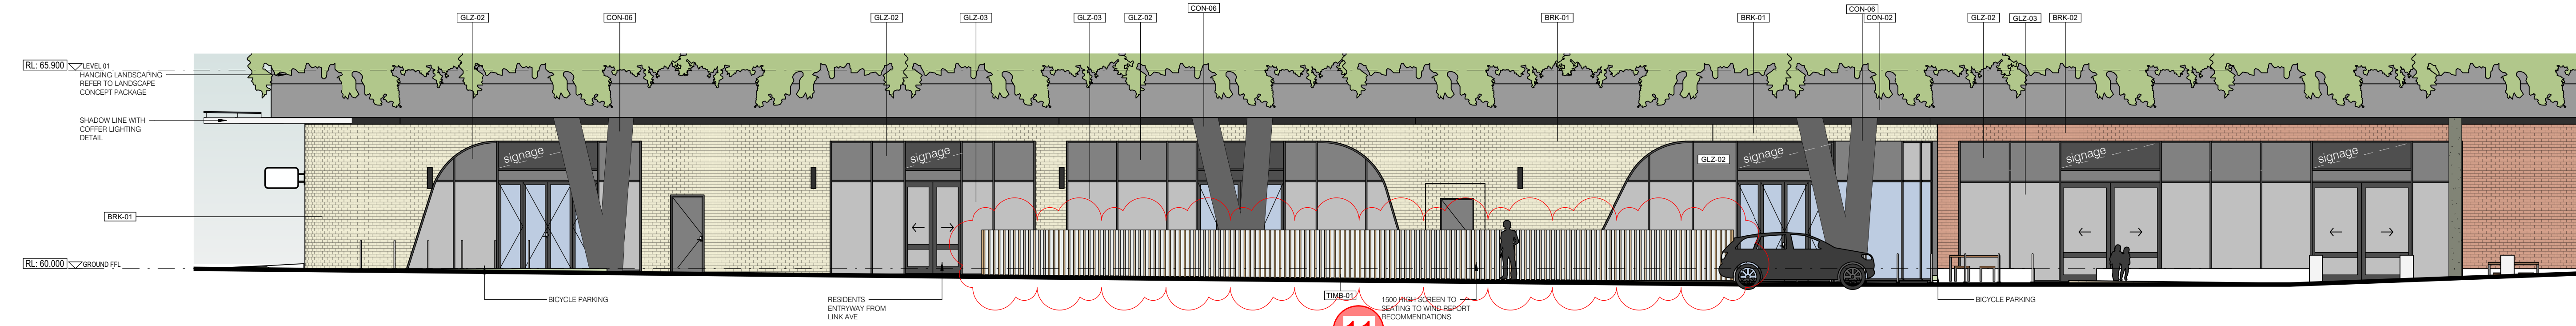 GLZ-02
CON-06
GLZ-02
GLZ-03
GLZ-03
GLZ-02
CON-06
BRK-01
BRK-01
CON-06
CON-02
GLZ-02
GLZ-03
BRK-02
RL: 65.900
LEVEL 01
HANGING LANDSCAPING
REFER TO LANDSCAPE
CONCEPT PACKAGE
SHADOW LINE WITH
COFFER LIGHTING
DETAIL
signage
signage
signage
GLZ-02
signage
signage
signage
BRK-01
RL: 60.000
GROUND FFL
BICYCLE PARKING
RESIDENTS
ENTRYWAY FROM
LINK AVE
TIMB-01
1500 HIGH SCREEN TO
SEATING TO WIND REPORT
RECOMMENDATIONS
BICYCLE PARKING
11